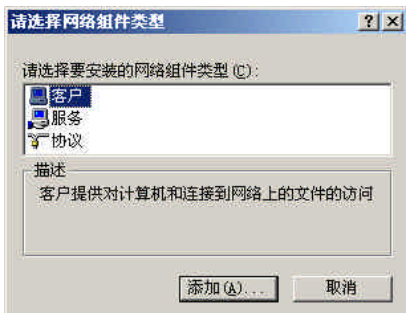 请选择网络组件类型
请选择要安装的网络组件类型(C):
客户
服务
协议
描述
客户提供对计算机和连接到网络上的文件的访问
添加(A)...
取消